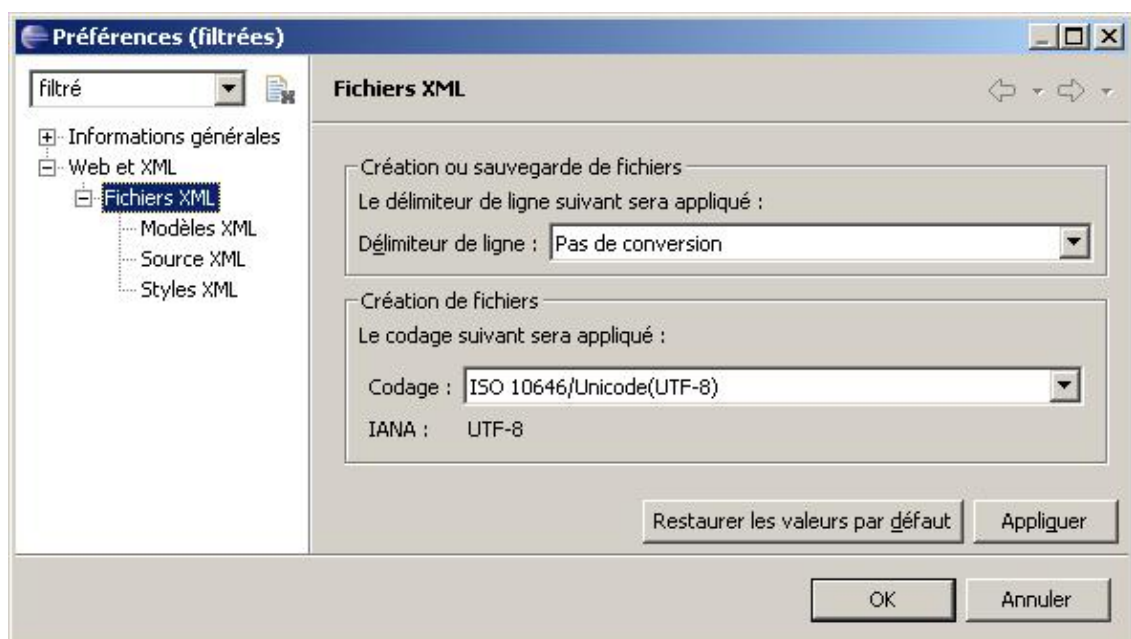 Préférences (filtrées)
filtré
Fichiers XML
Informations générales
Web et XML
Fichiers XML
Modèles XML
Source XML
Styles XML
Création ou sauvegarde de fichiers
Le délimiteur de ligne suivant sera appliqué :
Délimiteur de ligne : Pas de conversion
Création de fichiers
Le codage suivant sera appliqué :
Codage : ISO 10646/Unicode(UTF-8)
IANA : UTF-8
Restaurer les valeurs par défaut Appliquer
OK Annuler